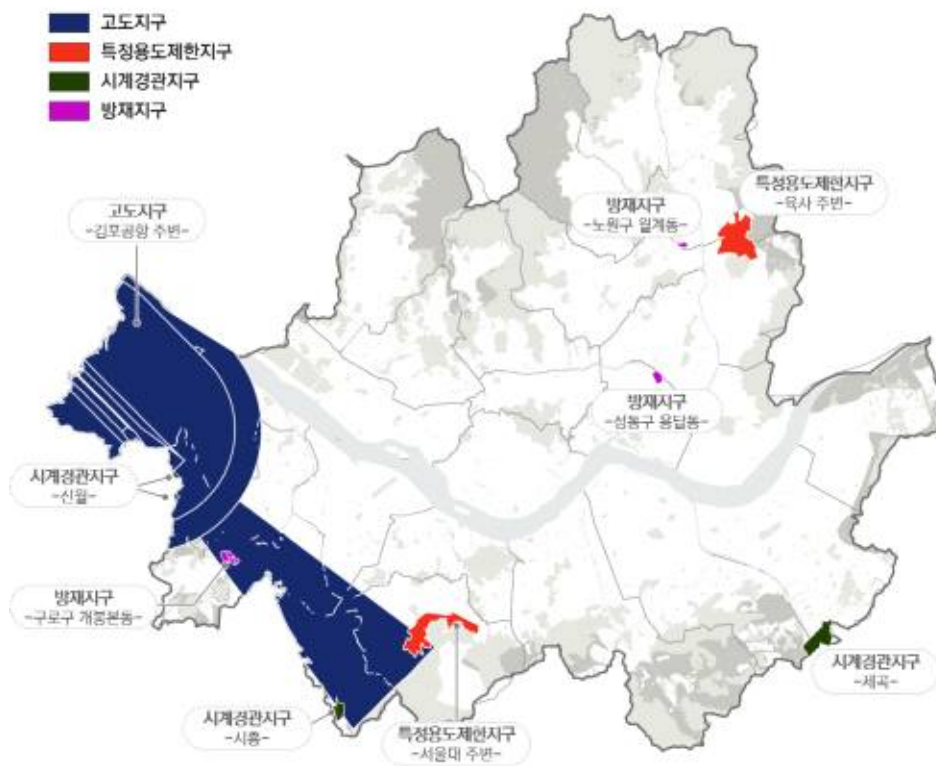 고도지구
특정용도제한지구
시계경관지구
방재지구
특정용도제한지구
-육사 주변-
방재지구
-노원구 월계동-
고도지구
-김포공항 주변-
방재지구
-성동구 용답동-
시계경관지구
-신월-
방재지구
-구로구 개봉본동-
시계경관지구
-세곡-
시계경관지구
-시흥-
특정용도제한지구
-서울대 주변-